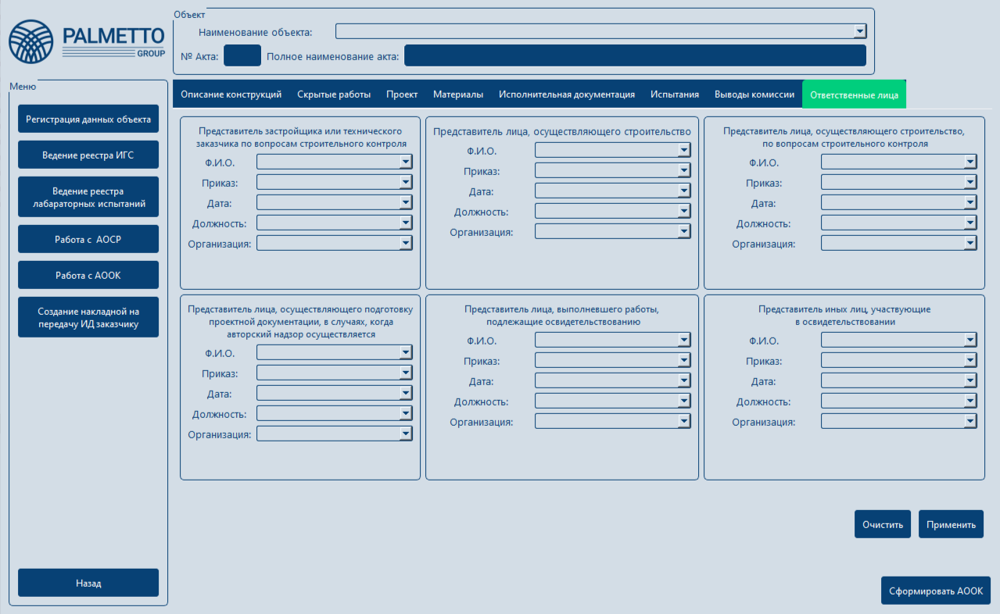 PALMETTO
GROUP
Объект
Наименование объекта:
№ Акта:
Полное наименование акта:
Меню
Регистрация данных объекта
Ведение реестра ИГС
Ведение реестра
лабараторных испытаний
Работа с АОСР
Работа с АООК
Создание накладной на
передачу ИД заказчику
Назад
Описание конструкций
Скрытые работы
Проект
Материалы
Исполнительная документация
Испытания
Выводы комиссии
Ответственные лица
Представитель застройщика или технического
заказчика по вопросам строительного контроля
Ф.И.О.
Приказ:
Дата:
Должность:
Организация:
Представитель лица, осуществляющего строительство
Ф.И.О.
Приказ:
Дата:
Должность:
Организация:
Представитель лица, осуществляющего строительство,
по вопросам строительного контроля
Ф.И.О.
Приказ:
Дата:
Должность:
Организация:
Представитель лица, осуществляющего подготовку
проектной документации, в случаях, когда
авторский надзор осуществляется
Ф.И.О.
Приказ:
Дата:
Должность:
Организация:
Представитель лица, выполневшего работы,
подлежащие освидетельствованию
Ф.И.О.
Приказ:
Дата:
Должность:
Организация:
Представитель иных лиц, участвующие
в освидетельствовании
Ф.И.О.
Приказ:
Дата:
Должность:
Организация:
Очистить
Применить
Сформировать АООК